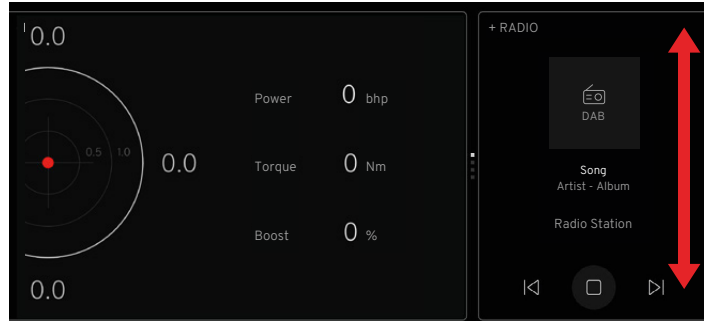 0.0
+ RADIO
Power 0 bhp
DAB
0.5 1.0
0.0
Torque 0 Nm
Song
Artist - Album
Radio Station
Boost 0 %
0.0